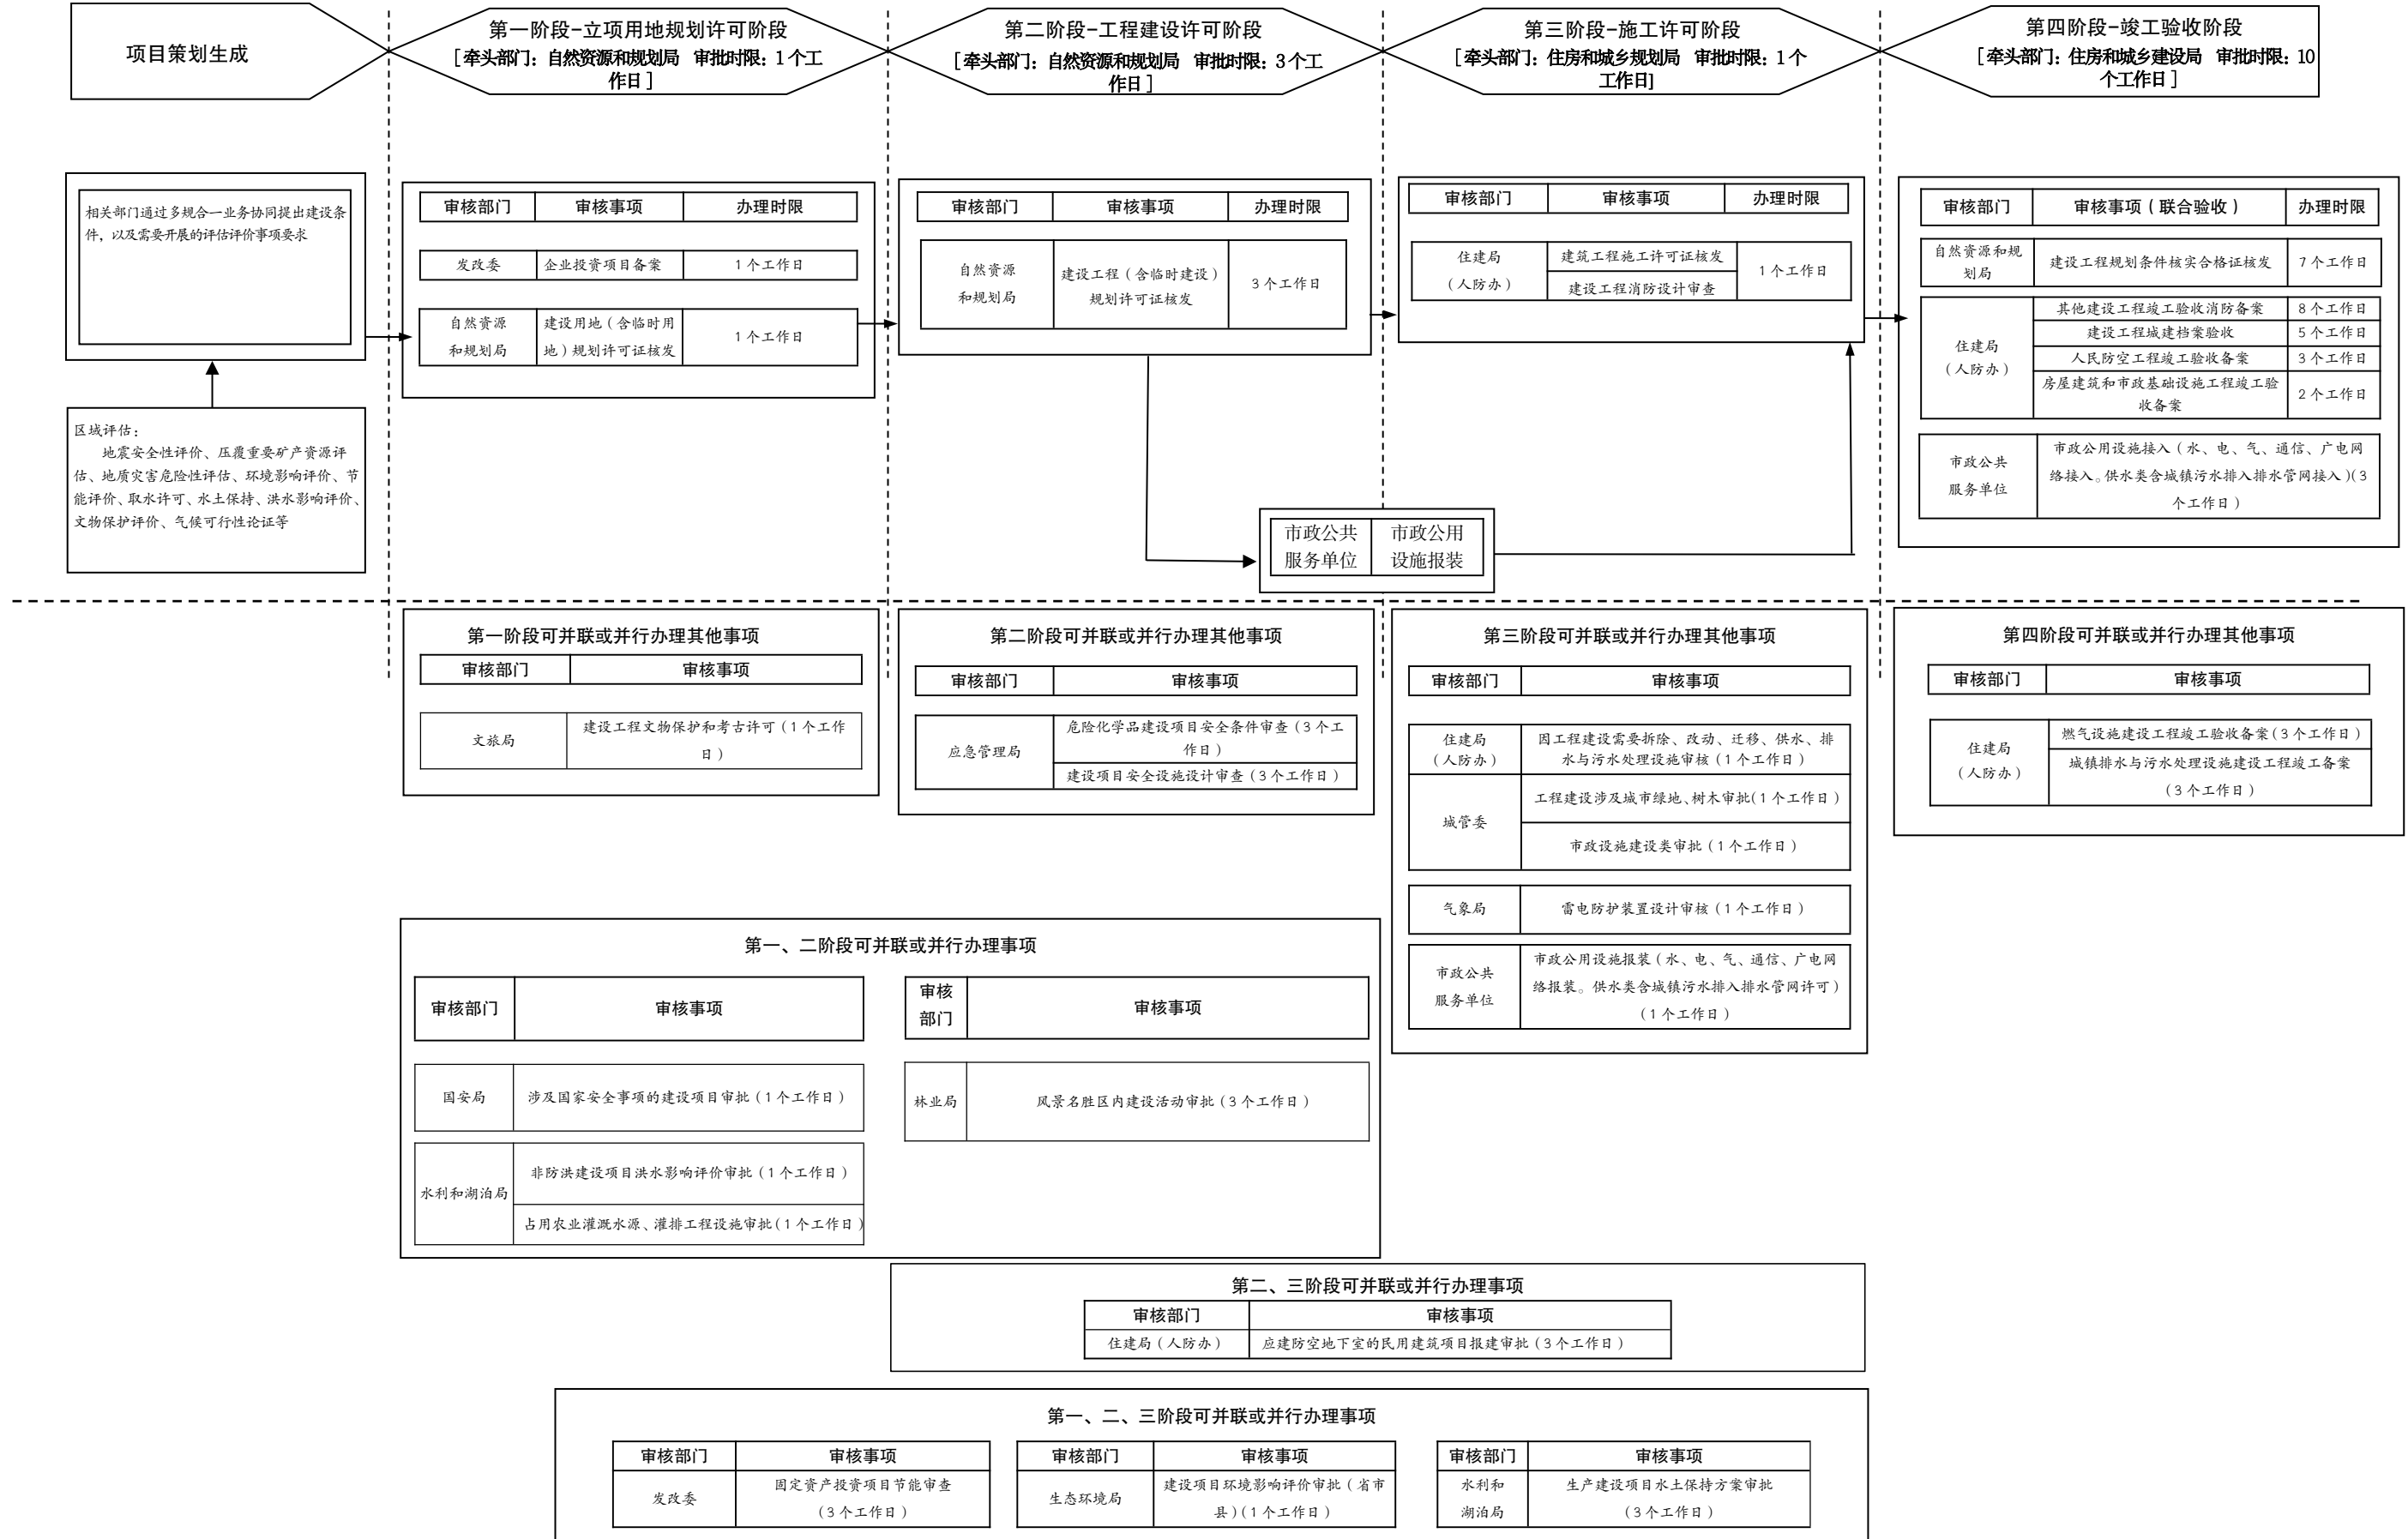 项目策划生成
第一阶段-立项用地规划许可阶段
[牵头部门：自然资源和规划局 审批时限：1个工
作日]
第二阶段-工程建设许可阶段
[牵头部门：自然资源和规划局 审批时限：3个工
作日]
第三阶段-施工许可阶段
[牵头部门：住房和城乡规划局 审批时限：1个
工作日]
第四阶段-竣工验收阶段
[牵头部门：住房和城乡建设局 审批时限：10
个工作日]
相关部门通过多规合一业务协同提出建设条
件，以及需要开展的评估评价事项要求
区域评估：
地震安全性评价、压覆重要矿产资源评
估、地质灾害危险性评估、环境影响评价、节
能评价、取水许可、水土保持、洪水影响评价、
文物保护评价、气候可行性论证等
审核部门 审核事项 办理时限
发改委 企业投资项目备案 1个工作日
自然资源
和规划局
建设用地（含临时用
地）规划许可证核发
1个工作日
审核部门 审核事项 办理时限
自然资源
和规划局
建设工程（含临时建设）
规划许可证核发
3个工作日
审核部门 审核事项 办理时限
住建局
（人防办）
建筑工程施工许可证核发
建设工程消防设计审查
1个工作日
审核部门 审核事项（联合验收） 办理时限
自然资源和规
划局
建设工程规划条件核实合格证核发 7个工作日
住建局
（人防办）
其他建设工程竣工验收消防备案 8个工作日
建设工程城建档案验收 5个工作日
人民防空工程竣工验收备案 3个工作日
房屋建筑和市政基础设施工程竣工验
收备案
2个工作日
市政公共
服务单位
市政公用设施接入（水、电、气、通信、广电网
络接入。供水类含城镇污水排入排水管网接入）（3
个工作日）
市政公共
服务单位
市政公用
设施报装
第一阶段可并联或并行办理其他事项
审核部门 审核事项
文旅局
建设工程文物保护和考古许可（1个工作
日）
第二阶段可并联或并行办理其他事项
审核部门 审核事项
应急管理局
危险化学品建设项目安全条件审查（3个工
作日）
建设项目安全设施设计审查（3个工作日）
第三阶段可并联或并行办理其他事项
审核部门 审核事项
住建局
（人防办）
因工程建设需要拆除、改动、迁移、供水、排
水与污水处理设施审核（1个工作日）
城管委
工程建设涉及城市绿地、树木审批（1个工作日）
市政设施建设类审批（1个工作日）
气象局 雷电防护装置设计审核（1个工作日）
市政公共
服务单位
市政公用设施报装（水、电、气、通信、广电网
络报装。供水类含城镇污水排入排水管网许可）
（1个工作日）
第四阶段可并联或并行办理其他事项
审核部门 审核事项
住建局
（人防办）
燃气设施建设工程竣工验收备案（3个工作日）
城镇排水与污水处理设施建设工程竣工备案
（3个工作日）
第一、二阶段可并联或并行办理事项
审核部门 审核事项
国安局 涉及国家安全事项的建设项目审批（1个工作日）
水利和湖泊局
非防洪建设项目洪水影响评价审批（1个工作日）
占用农业灌溉水源、灌排工程设施审批（1个工作日）
审核
部门
审核事项
林业局 风景名胜区内建设活动审批（3个工作日）
第二、三阶段可并联或并行办理事项
审核部门 审核事项
住建局（人防办） 应建防空地下室的民用建筑项目报建审批（3个工作日）
第一、二、三阶段可并联或并行办理事项
审核部门 审核事项
发改委
固定资产投资项目节能审查
（3个工作日）
审核部门 审核事项
生态环境局
建设项目环境影响评价审批（省市
县）（1个工作日）
审核部门 审核事项
水利和
湖泊局
生产建设项目水土保持方案审批
（3个工作日）